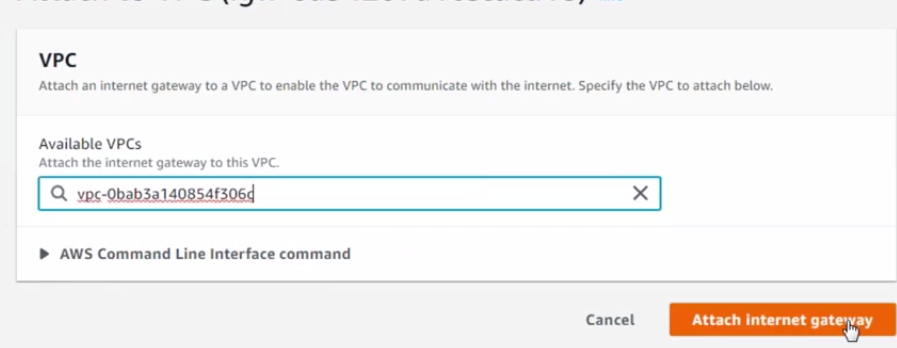 VPC
Attach an internet gateway to a VPC to enable the VPC to communicate with the internet. Specify the VPC to attach below.
Available VPCs
Attach the internet gateway to this VPC.
vpc-0bab3a140854f306c
AWS Command Line Interface command
Cancel
Attach internet gateway